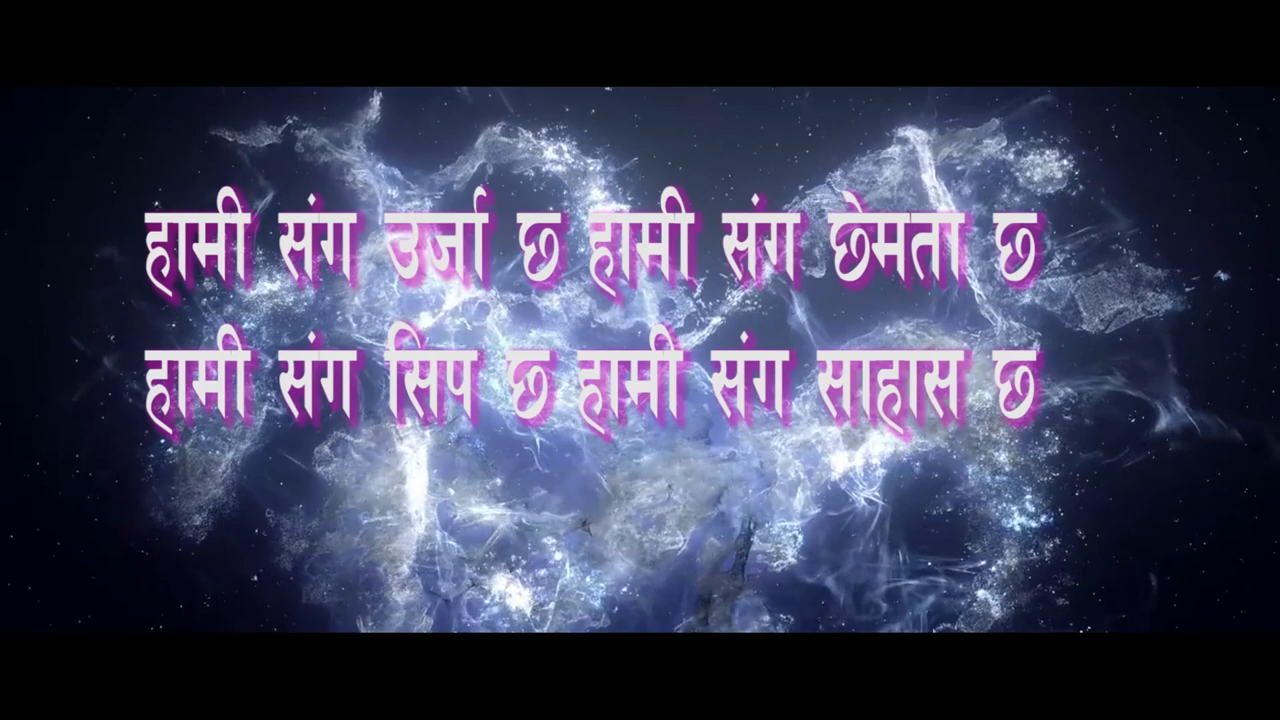 हामी संग उर्जा छ हामी संग छेमता छ
हामी संग सिप छ हामी संग साहास छ